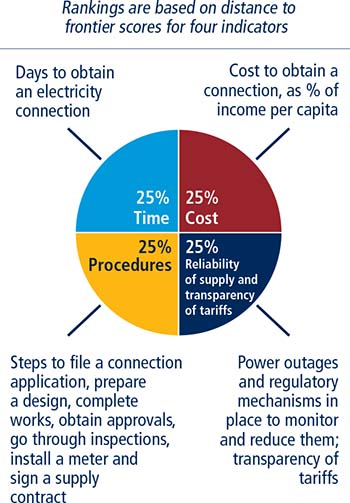 Rankings are based on distance to
frontier scores for four indicators
Days to obtain
an electricity
connection
Cost to obtain a
connection, as % of
income per capita
25%
Time
25%
Cost
25%
Procedures
25%
Reliability
of supply and
transparency
of tariffs
Steps to file a connection
application, prepare
a design, complete
works, obtain approvals,
go through inspections,
install a meter and
sign a supply
contract
Power outages
and regulatory
mechanisms in
place to monitor
and reduce them;
transparency of
tariffs